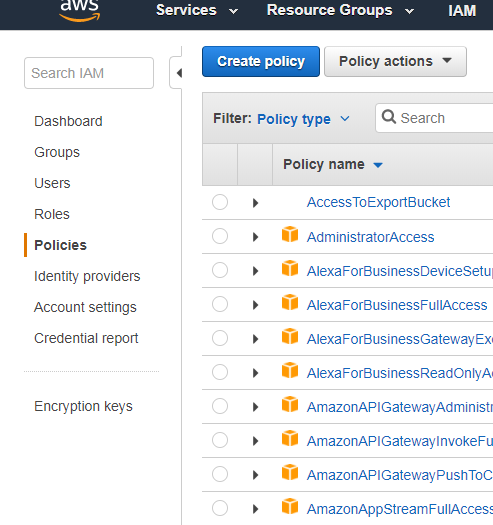 aws
Services
Resource Groups
IAM
Search IAM
Dashboard
Groups
Users
Roles
Policies
Identity providers
Account settings
Credential report
Encryption keys
Create policy
Policy actions
Filter: Policy type
Search
Policy name
AccessToExportBucket
AdministratorAccess
AlexaForBusinessDeviceSetup
AlexaForBusinessFullAccess
AlexaForBusinessGatewayExe
AlexaForBusinessReadOnlyAc
AmazonAPIGatewayAdministr
AmazonAPIGatewayInvokeFu
AmazonAPIGatewayPushToC
AmazonAppStreamFullAccess